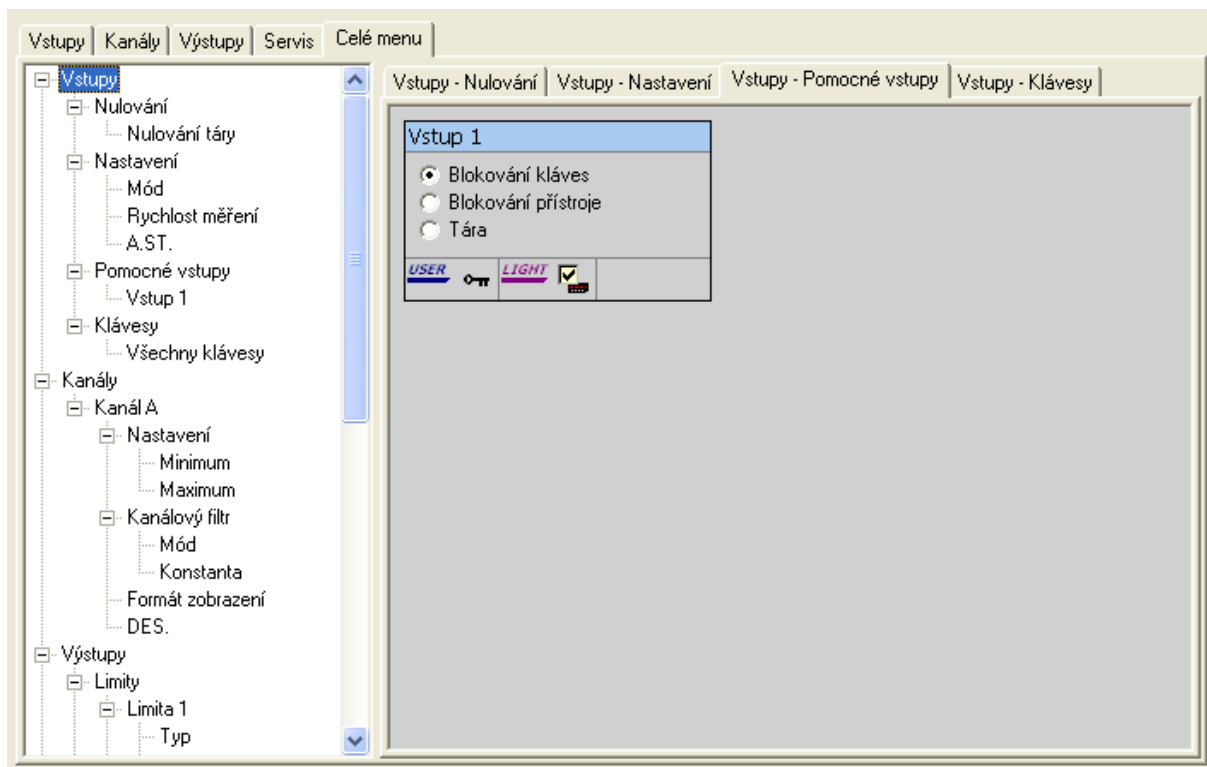 Vstupy Kanály Výstupy Servis Celé menu
Vstupy
Nulování
Nulování táry
Nastavení
Mód
Rychlost měření
A.ST.
Pomocné vstupy
Vstup 1
Klávesy
Všechny klávesy
Kanály
Kanál A
Nastavení
Minimum
Maximum
Kanálový filtr
Mód
Konstanta
Formát zobrazení
DES.
Výstupy
Limity
Limita 1
Typ
Vstupy - Nulování Vstupy - Nastavení Vstupy - Pomocné vstupy Vstupy - Klávesy
Vstup 1
Blokování kláves
Blokování přístroje
Tára
USER LIGHT